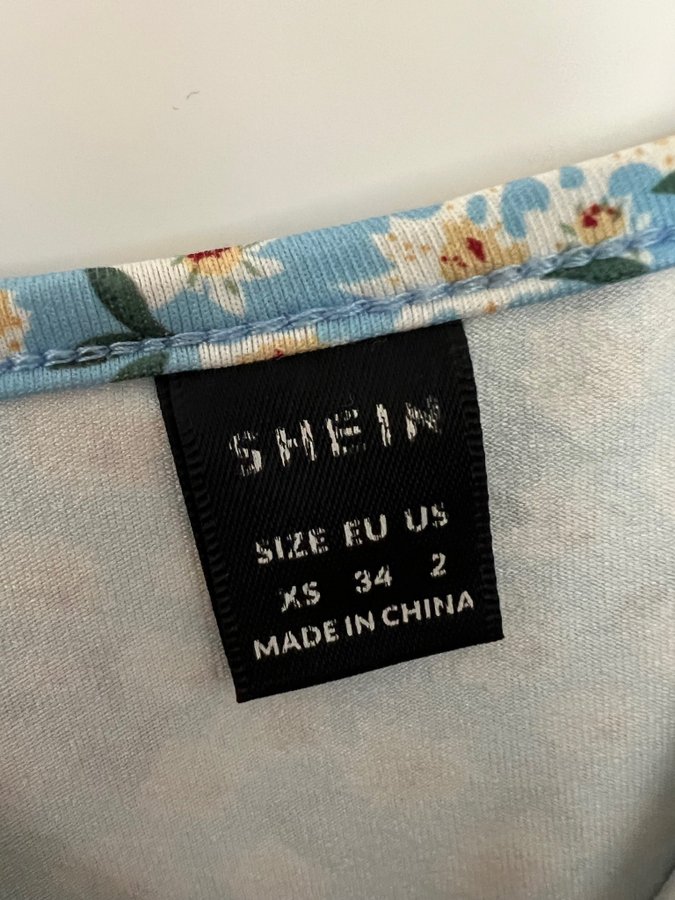 SHEIN
SIZE EU US
XS 34 2
MADE IN CHINA